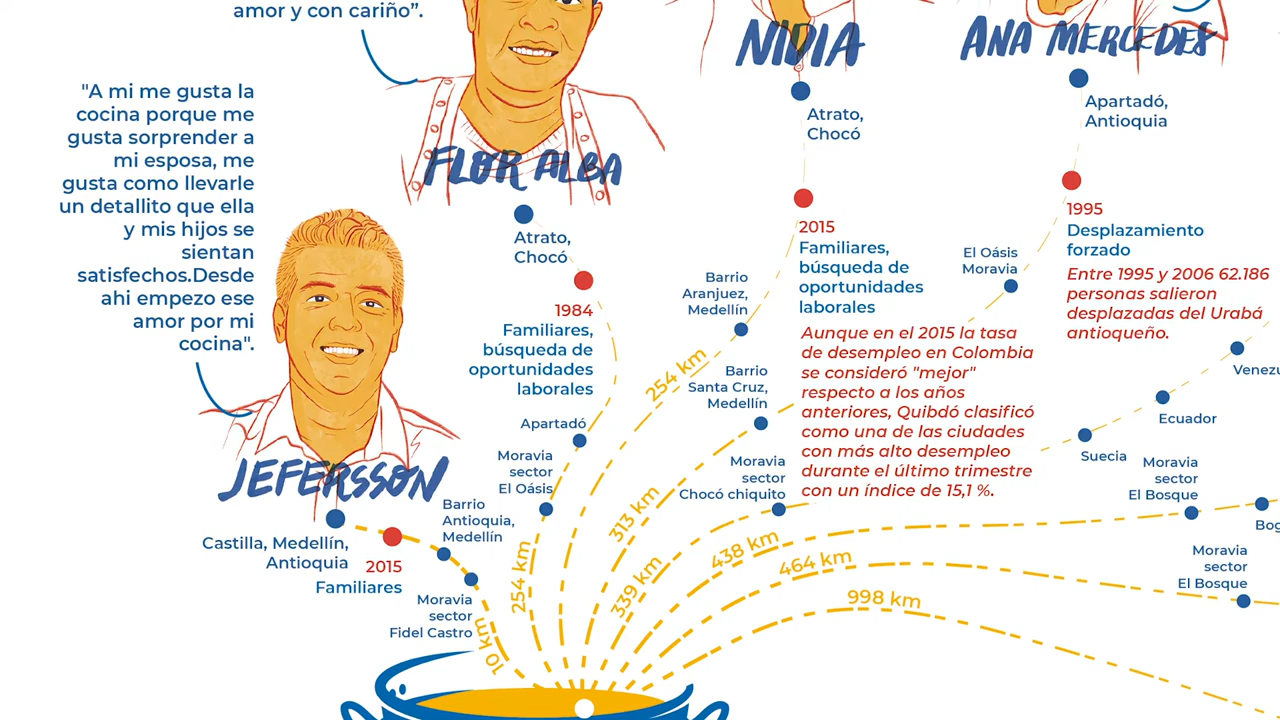 amor y con cariño”.
"A mi me gusta la
cocina porque me
gusta sorprender a
mi esposa, me
gusta como llevarle
un detallito que ella
y mis hijos se
sientan
satisfechos.Desde
ahi empezo ese
amor por mi
cocina".
JEFERSSON
Castilla, Medellín,
Antioquia
2015
Familiares
Barrio
Antioquia,
Medellín
Moravia
sector
Fidel Castro
10 km
FLOR ALBA
Atrato,
Chocó
1984
Familiares,
búsqueda de
oportunidades
laborales
Apartadó
Moravia
sector
El Oásis
254 km
NIDIA
Atrato,
Chocó
2015
Familiares,
búsqueda de
oportunidades
laborales
Aunque en el 2015 la tasa
de desempleo en Colombia
se consideró "mejor"
respecto a los años
anteriores, Quibdó clasificó
como una de las ciudades
con más alto desempleo
durante el último trimestre
con un índice de 15,1 %.
Barrio
Aranjuez,
Medellín
254 km
Barrio
Santa Cruz,
Medellín
313 km
Moravia
sector
Chocó chiquito
339 km
ANA MERCEDES
Apartadó,
Antioquia
1995
Desplazamiento
forzado
Entre 1995 y 2006 62.186
personas salieron
desplazadas del Urabá
antioqueño.
El Oásis
Moravia
Ecuador
Suecia
Moravia
sector
El Bosque
438 km
Moravia
sector
El Bosque
464 km
998 km